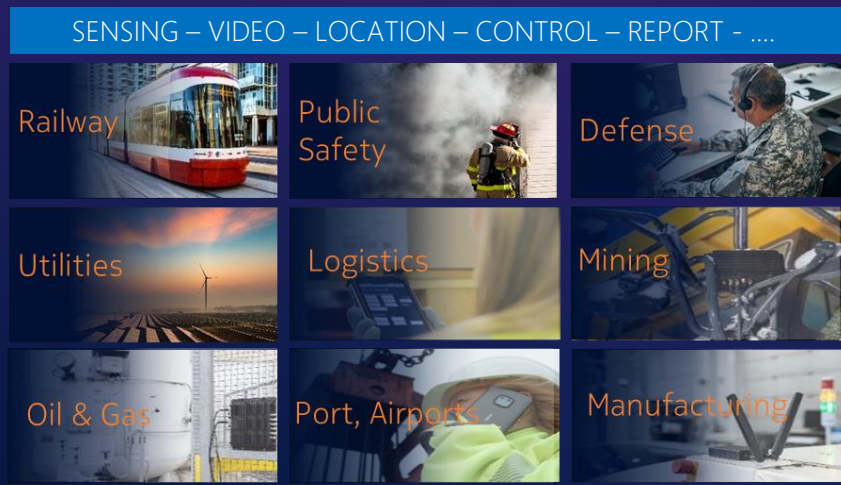 SENSING – VIDEO – LOCATION – CONTROL – REPORT - ....
Railway
Public
Safety
Defense
Utilities
Logistics
Mining
Oil & Gas
Port, Airports
Manufacturing